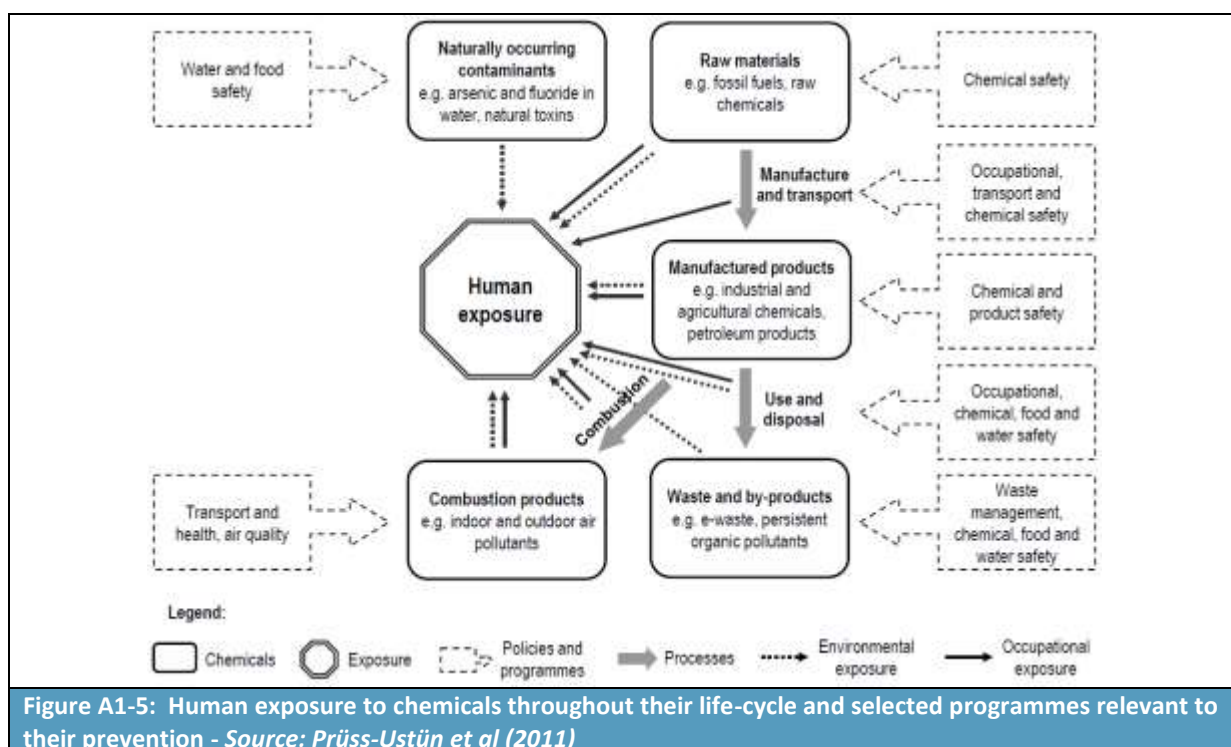 Water and food
safety
Naturally occurring
contaminants
e.g. arsenic and fluoride in
water, natural toxins
Raw materials
e.g. fossil fuels, raw
chemicals
Chemical safety
Manufacture
and transport
Occupational,
transport and
chemical safety
Human
exposure
Manufactured products
e.g. industrial and
agricultural chemicals,
petroleum products
Chemical and
product safety
Combustion
Use and
disposal
Occupational,
chemical, food and
water safety
Transport and
health, air quality
Combustion products
e.g. indoor and outdoor air
pollutants
Waste and by-products
e.g. e-waste, persistent
organic pollutants
Waste
management,
chemical, food and
water safety
Legend:
Chemicals
Exposure
Policies and
programmes
Processes
Environmental
exposure
Occupational
exposure
Figure A1-5: Human exposure to chemicals throughout their life-cycle and selected programmes relevant to
their prevention - Source: Prüss-Ustün et al (2011)